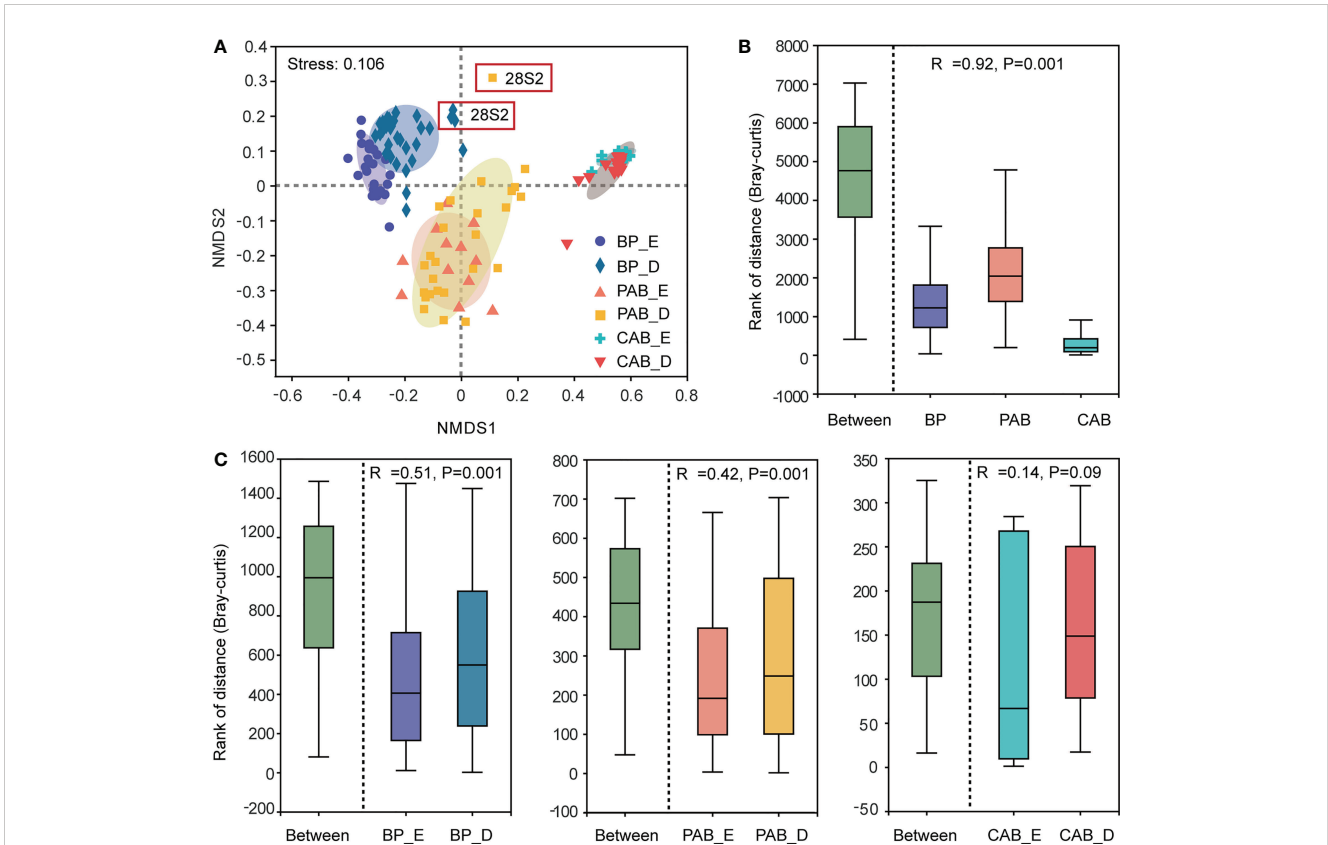 A
Stress: 0.106
28S2
28S2
0.4
0.3
0.2
0.1
0
-0.1
-0.2
-0.3
-0.4
-0.5
NMDS2
BP_E
BP_D
PAB_E
PAB_D
CAB_E
CAB_D
-0.6 -0.4 -0.2 0 0.2 0.4 0.6 0.8
NMDS1
B
R =0.92, P=0.001
8000
7000
6000
5000
4000
3000
2000
1000
0
-1000
Rank of distance (Bray-curtis)
Between BP PAB CAB
C
R =0.51, P=0.001
1600
1400
1200
1000
800
600
400
200
0
-200
Rank of distance (Bray-curtis)
Between BP_E BP_D
R =0.42, P=0.001
800
700
600
500
400
300
200
100
0
-100
Between PAB_E PAB_D
R =0.14, P=0.09
350
300
250
200
150
100
50
0
-50
Between CAB_E CAB_D